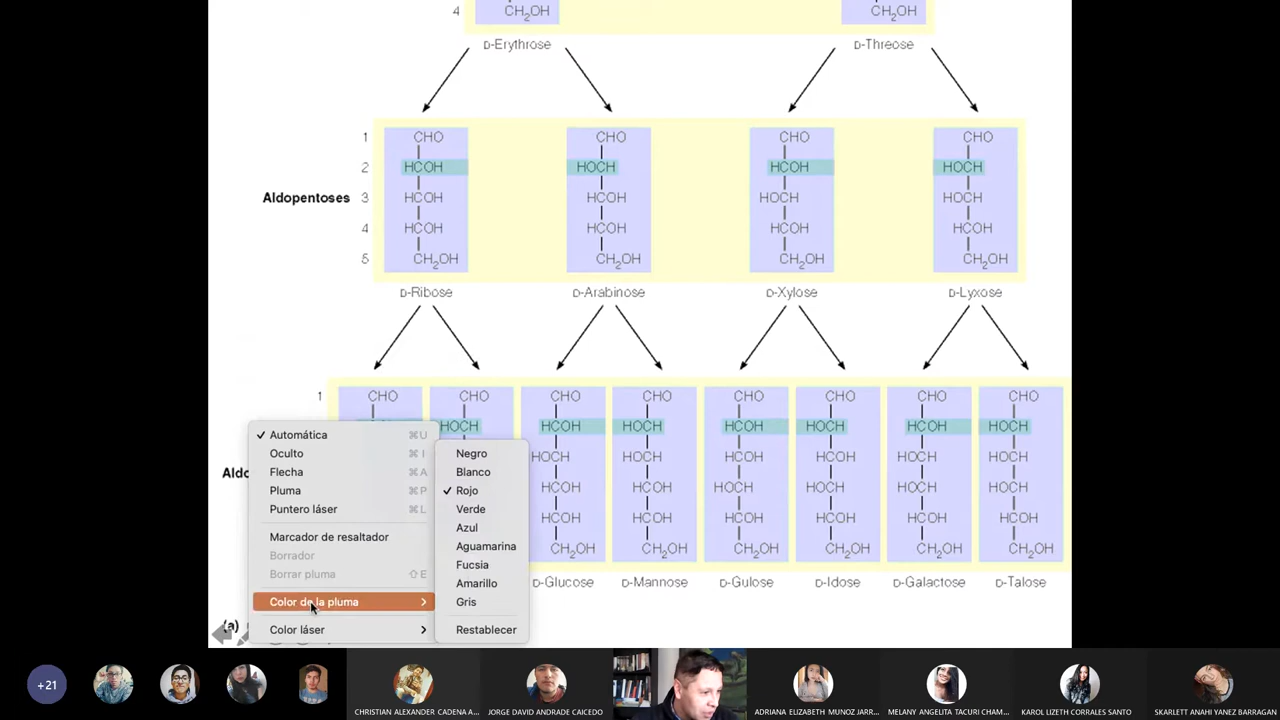 4
CH₂OH CH₂OH
D-Erythrose D-Threose
1 CHO CHO CHO CHO
2 HCOH HOCH HCOH HOCH
Aldopentoses 3 HCOH HCOH HOCH HOCH
4 HCOH HCOH HCOH HCOH
5 CH₂OH CH₂OH CH₂OH CH₂OH
D-Ribose D-Arabinose D-Xylose D-Lyxose
1 CHO CHO CHO CHO CHO CHO CHO CHO
HOCH HCOH HOCH HCOH HOCH HCOH HOCH
HOCH HOCH HCOH HCOH HOCH HOCH
HCOH HCOH HOCH HOCH HOCH HOCH
HCOH HCOH HCOH HCOH HCOH HCOH
CH₂OH CH₂OH CH₂OH CH₂OH CH₂OH CH₂OH
D-Glucose D-Mannose D-Gulose D-Idose D-Galactose D-Talose
(a)
✓ Automática ⌘U
Oculto ⌘I
Flecha ⌘A
Pluma ⌘P
Puntero láser ⌘L
Marcador de resaltador
Borrador
Borrar pluma ⇧E
Color de la pluma >
Color láser >
Negro
Blanco
✓ Rojo
Verde
Azul
Aguamarina
Fucsia
Amarillo
Gris
Restablecer
+21
CHRISTIAN ALEXANDER CADENA A...
JORGE DAVID ANDRADE CAICEDO
ADRIANA ELIZABETH MUNOZ JARR...
MELANY ANGELITA TACURI CHAM...
KAROL LIZETH CORRALES SANTO
SKARLETT ANAHI YANEZ BARRAGAN